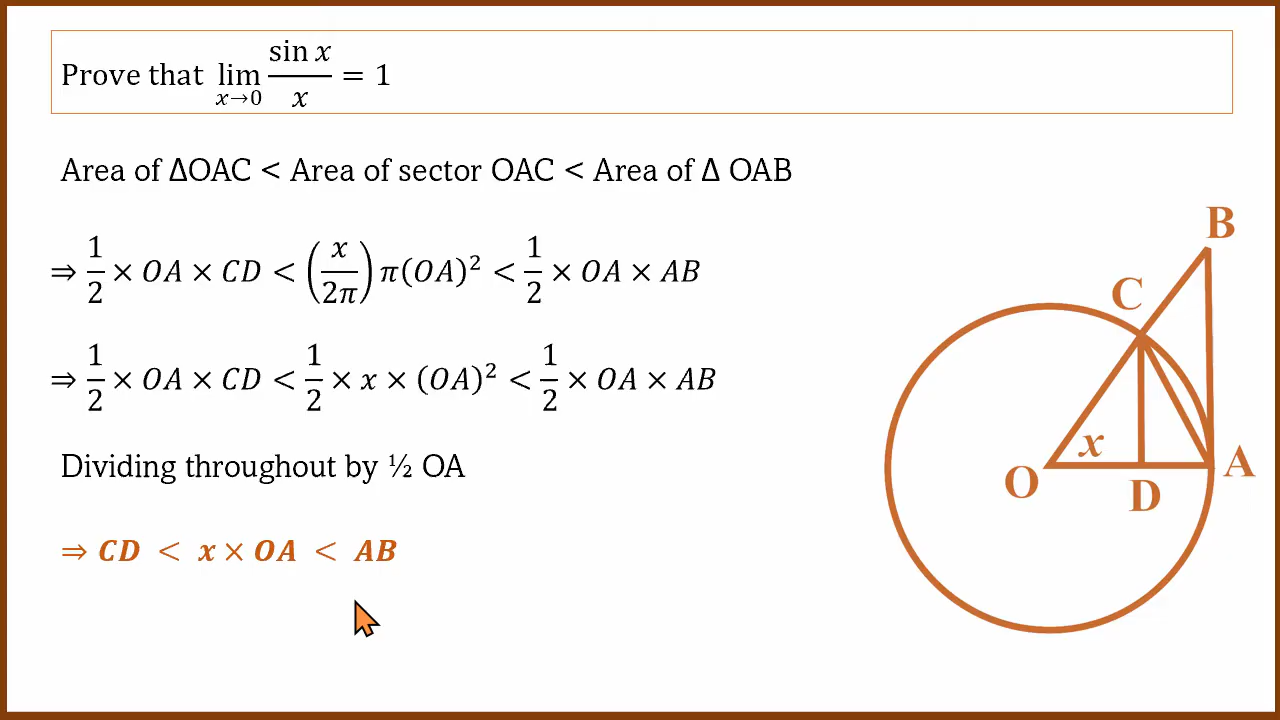 Prove that lim x→0 sin x / x = 1
Area of ΔOAC < Area of sector OAC < Area of Δ OAB
⇒ 1/2 × OA × CD < (x/2π) π(OA)² < 1/2 × OA × AB
⇒ 1/2 × OA × CD < 1/2 × x × (OA)² < 1/2 × OA × AB
Dividing throughout by ½ OA
⇒ CD < x × OA < AB
B
C
x
O
D
A